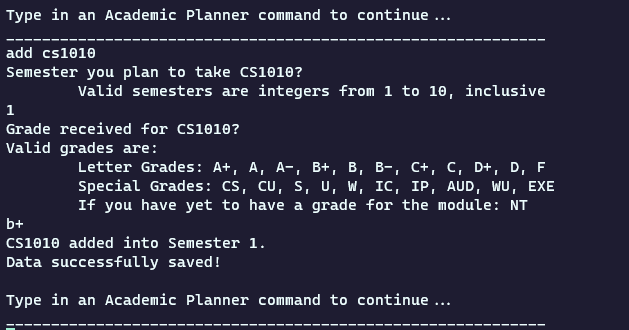 Type in an Academic Planner command to continue...
____________________________________________________________
add cs1010
Semester you plan to take CS1010?
        Valid semesters are integers from 1 to 10, inclusive
1
Grade received for CS1010?
Valid grades are:
        Letter Grades: A+, A, A-, B+, B, B-, C+, C, D+, D, F
        Special Grades: CS, CU, S, U, W, IC, IP, AUD, WU, EXE
        If you have yet to have a grade for the module: NT
b+
CS1010 added into Semester 1.
Data successfully saved!

Type in an Academic Planner command to continue...
____________________________________________________________